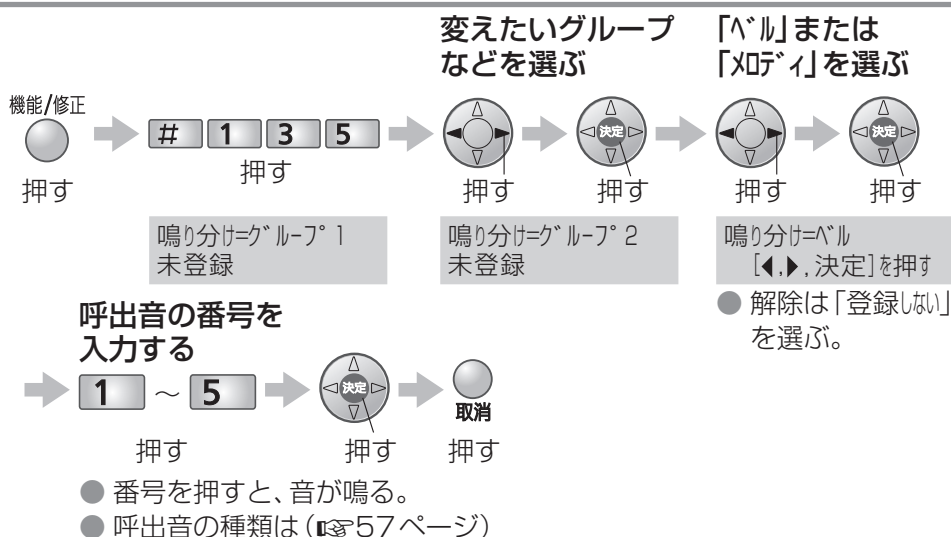 変えたいグループ
などを選ぶ
「ﾍﾞﾙ」または
「ﾒﾛﾃﾞｨ」を選ぶ
機能/修正
押す
# 1 3 5
押す
決定
押す 押す
決定
押す 押す
鳴り分け=ｸﾞﾙｰﾌﾟ1
未登録
鳴り分け=ｸﾞﾙｰﾌﾟ2
未登録
鳴り分け=ﾍﾞﾙ
[◀,▶,決定]を押す
● 解除は「登録しない」
を選ぶ。
呼出音の番号を
入力する
1 ～ 5
決定
取消
押す 押す 押す
● 番号を押すと、音が鳴る。
● 呼出音の種類は(☞57ページ)